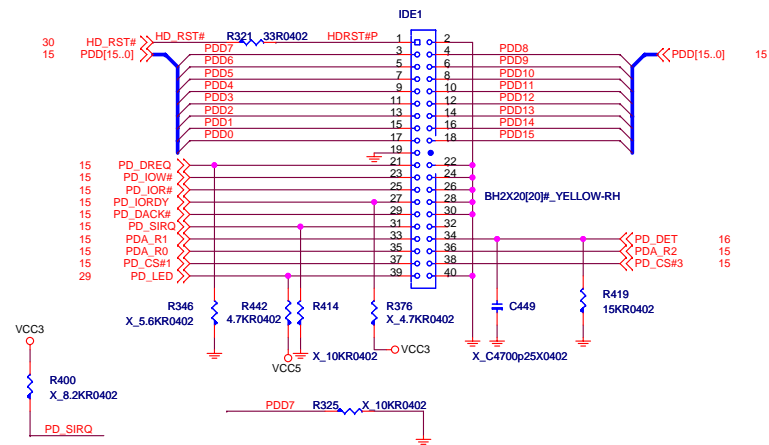 IDE1
HD_RST# R321 33R0402 HDRST#P 1 2
30 HD_RST#
15 PDD[15..0] PDD7 3 4 PDD8 PDD[15..0] 15
PDD6 5 6 PDD9
PDD5 7 8 PDD10
PDD4 9 10 PDD11
PDD3 11 12 PDD12
PDD2 13 14 PDD13
PDD1 15 16 PDD14
PDD0 17 18 PDD15
19
15 PD_DREQ 21 22
15 PD_IOW# 23 24
15 PD_IOR# 25 26
15 PD_IORDY 27 28 BH2X20[20]#_YELLOW-RH
15 PD_DACK# 29 30
15 PD_SIRQ 31 32
15 PDA_R1 33 34 PD_DET 16
15 PDA_R0 35 36 PDA_R2 15
15 PD_CS#1 37 38 PD_CS#3 15
29 PD_LED 39 40
R346 R442 R414 R376 C449 R419
X_5.6KR0402 4.7KR0402 X_4.7KR0402 15KR0402
VCC3
X_10KR0402 VCC3 X_C4700p25X0402
VCC5
R400
X_8.2KR0402
PDD7 R325 X_10KR0402
PD_SIRQ